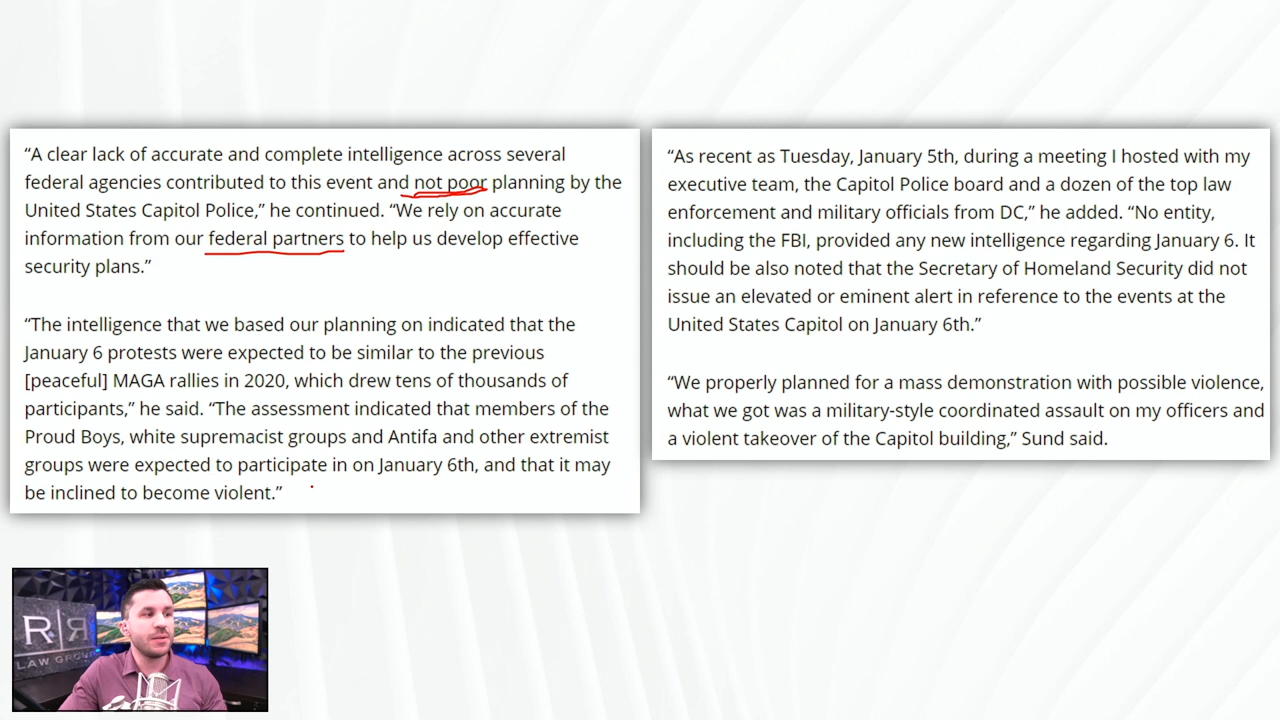 “A clear lack of accurate and complete intelligence across several
federal agencies contributed to this event and not poor planning by the
United States Capitol Police,” he continued. “We rely on accurate
information from our federal partners to help us develop effective
security plans.”
“The intelligence that we based our planning on indicated that the
January 6 protests were expected to be similar to the previous
[peaceful] MAGA rallies in 2020, which drew tens of thousands of
participants,” he said. “The assessment indicated that members of the
Proud Boys, white supremacist groups and Antifa and other extremist
groups were expected to participate in on January 6th, and that it may
be inclined to become violent.”
“As recent as Tuesday, January 5th, during a meeting I hosted with my
executive team, the Capitol Police board and a dozen of the top law
enforcement and military officials from DC,” he added. “No entity,
including the FBI, provided any new intelligence regarding January 6. It
should be also noted that the Secretary of Homeland Security did not
issue an elevated or eminent alert in reference to the events at the
United States Capitol on January 6th.”
“We properly planned for a mass demonstration with possible violence,
what we got was a military-style coordinated assault on my officers and
a violent takeover of the Capitol building,” Sund said.
R|R
LAW GROUP